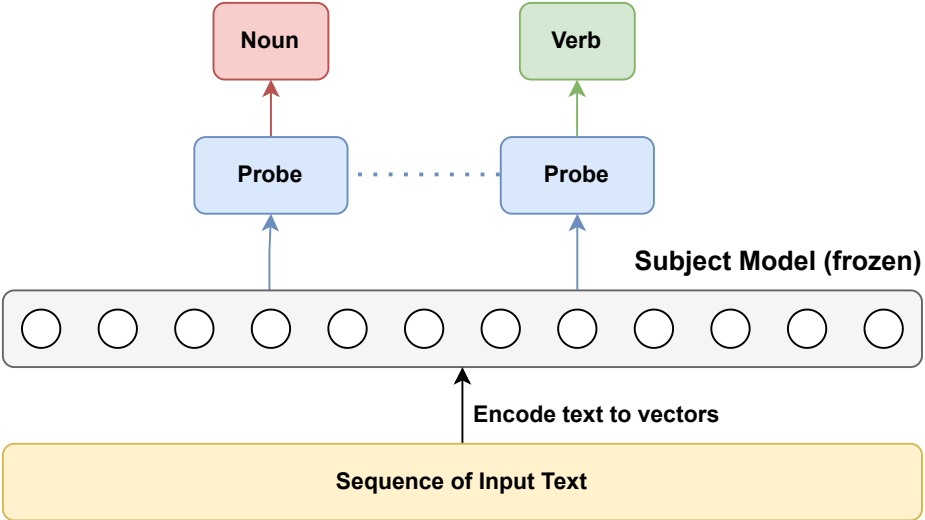 Noun
Verb
Probe
Probe
Subject Model (frozen)
Encode text to vectors
Sequence of Input Text